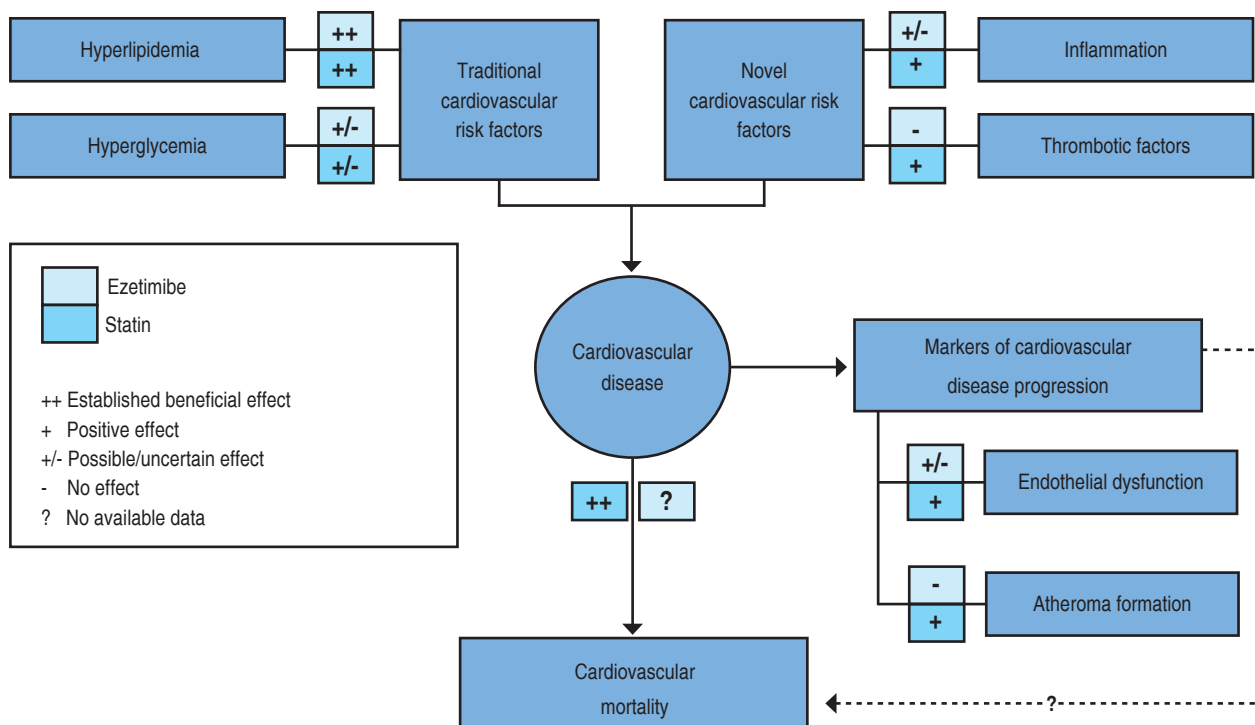 Hyperlipidemia
++
++
Traditional
cardiovascular
risk factors
Hyperglycemia
+/-
+/-
Novel
cardiovascular risk
factors
+/-
+
Inflammation
-
+
Thrombotic factors
Ezetimibe
Statin
++ Established beneficial effect
+ Positive effect
+/- Possible/uncertain effect
- No effect
? No available data
Cardiovascular
disease
Markers of cardiovascular
disease progression
+/-
+
Endothelial dysfunction
-
+
Atheroma formation
++
?
Cardiovascular
mortality
?